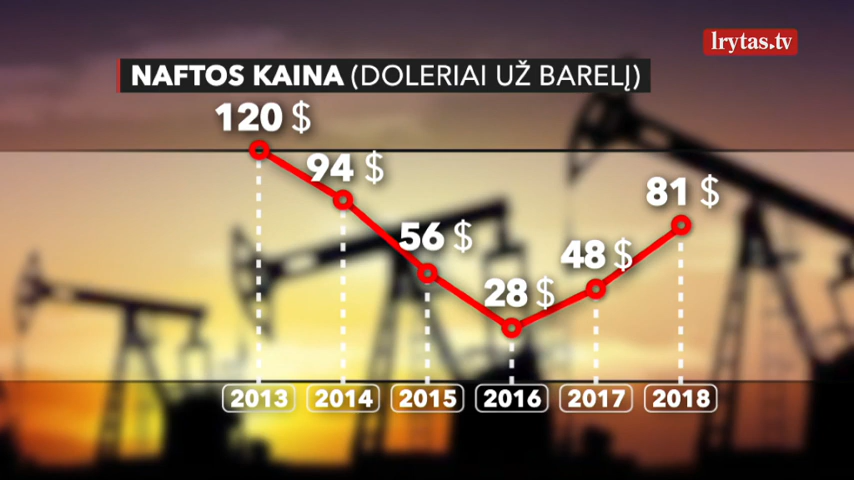 lrytas.tv
NAFTOS KAINA (DOLERIAI UŽ BARELĮ)
120 $
94 $
56 $
28 $
48 $
81 $
2013 2014 2015 2016 2017 2018